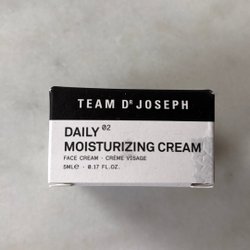 TEAM DR JOSEPH
DAILY 02
MOISTURIZING CREAM
FACE CREAM · CRÈME VISAGE
5ML℮ · 0.17 FL.OZ.